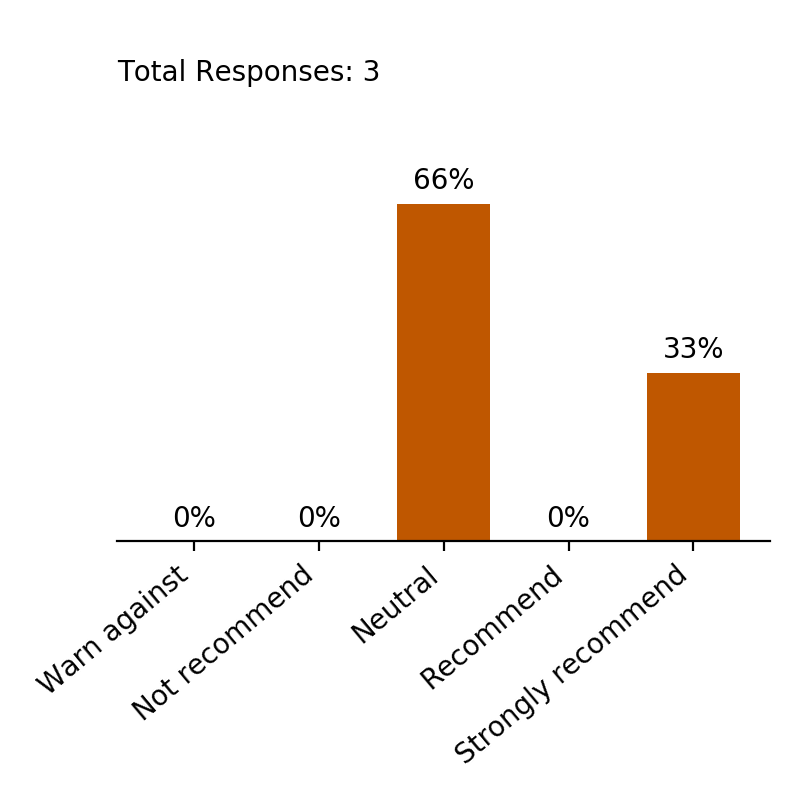 Total Responses: 3
66%
33%
0%
0%
0%
Warn against
Not recommend
Neutral
Recommend
Strongly recommend